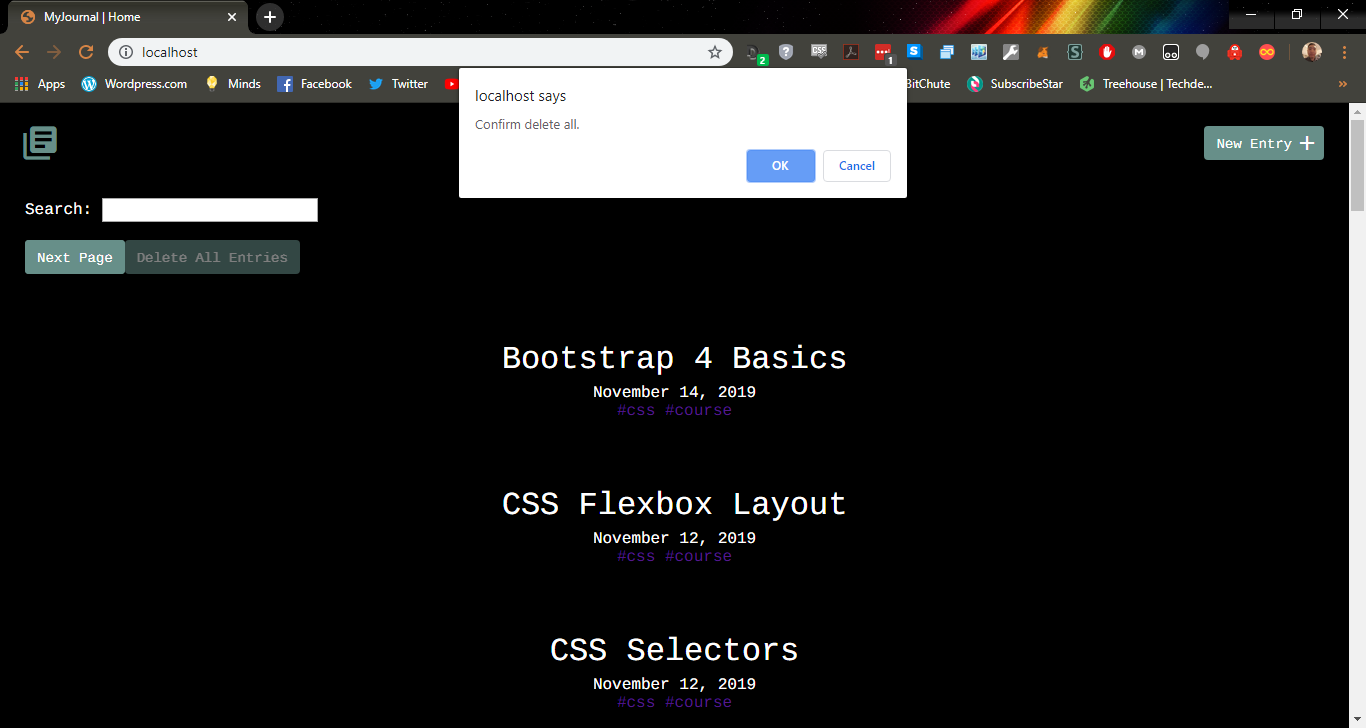 MyJournal | Home
localhost
2
CSS
1
Apps
Wordpress.com
Minds
Facebook
Twitter
BitChute
SubscribeStar
Treehouse | Techde...
localhost says
Confirm delete all.
OK
Cancel
New Entry
Search:
Next Page
Delete All Entries
Bootstrap 4 Basics
November 14, 2019
#css #course
CSS Flexbox Layout
November 12, 2019
#css #course
CSS Selectors
November 12, 2019
#css #course